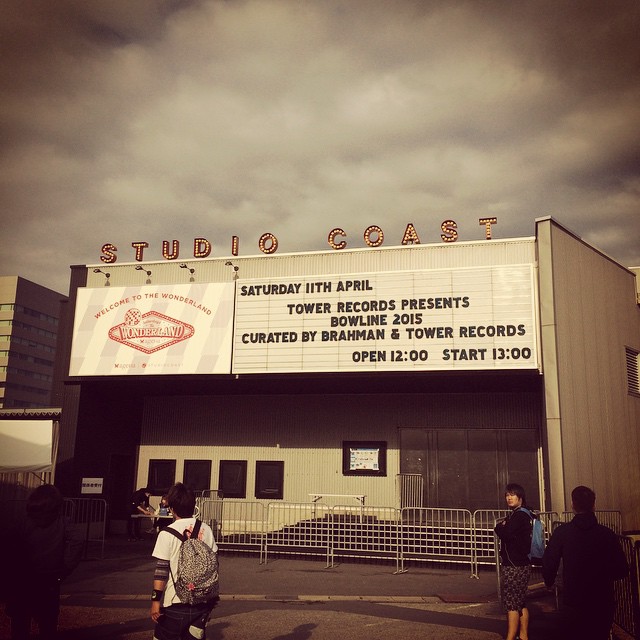 STUDIO COAST
WELCOME TO THE WONDERLAND
WONDERLAND
SATURDAY 11TH APRIL
TOWER RECORDS PRESENTS
BOWLINE 2015
CURATED BY BRAHMAN & TOWER RECORDS
OPEN 12:00 START 13:00